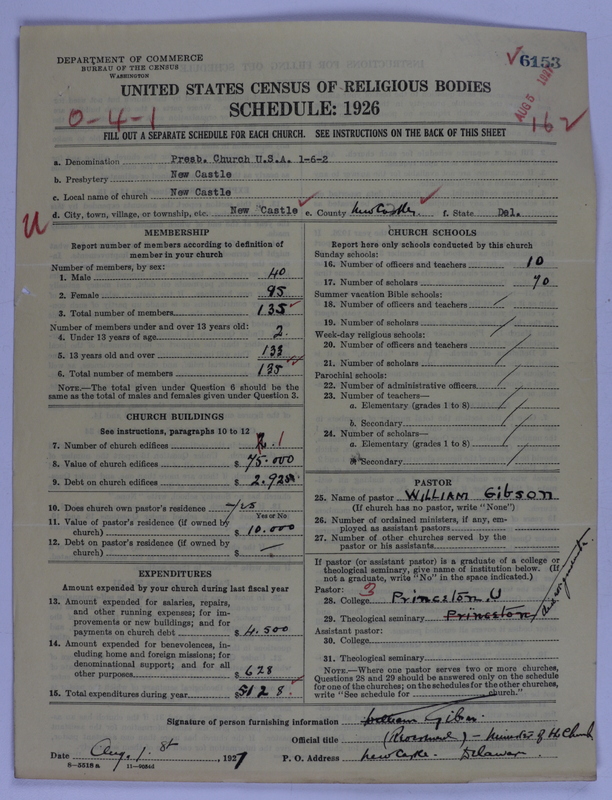 DEPARTMENT OF COMMERCE
BUREAU OF THE CENSUS
WASHINGTON
✓6153
AUG 5 1927
UNITED STATES CENSUS OF RELIGIOUS BODIES
SCHEDULE: 1926
0-4-1
162
FILL OUT A SEPARATE SCHEDULE FOR EACH CHURCH. SEE INSTRUCTIONS ON THE BACK OF THIS SHEET
a. Denomination Presb. Church U.S.A. 1-6-2
b. Presbytery New Castle
c. Local name of church New Castle
U
d. City, town, village, or township, etc. New Castle ✓ e. County New Castle ✓ f. State Del.
MEMBERSHIP
Report number of members according to definition of
member in your church
Number of members, by sex:
1. Male 40
2. Female 95
3. Total number of members 135 ✓
Number of members under and over 13 years old:
4. Under 13 years of age 2
5. 13 years old and over 133
6. Total number of members 135 ✓
NOTE.—The total given under Question 6 should be the
same as the total of males and females given under Question 3.
CHURCH BUILDINGS
See instructions, paragraphs 10 to 12
7. Number of church edifices 1
8. Value of church edifices $ 75.000
9. Debt on church edifices $ 2.925
10. Does church own pastor's residence Yes
Yes or No
11. Value of pastor's residence (if owned by
church) $ 10.000
12. Debt on pastor's residence (if owned by
church) $ —
EXPENDITURES
Amount expended by your church during last fiscal year
13. Amount expended for salaries, repairs,
and other running expenses; for im-
provements or new buildings; and for
payments on church debt $ 4.500
14. Amount expended for benevolences, in-
cluding home and foreign missions; for
denominational support; and for all
other purposes $ 628
15. Total expenditures during year $ 5128 ✓
CHURCH SCHOOLS
Report here only schools conducted by this church
Sunday schools:
16. Number of officers and teachers 10
17. Number of scholars 70
Summer vacation Bible schools:
18. Number of officers and teachers /
19. Number of scholars /
Week-day religious schools:
20. Number of officers and teachers /
21. Number of scholars /
Parochial schools:
22. Number of administrative officers /
23. Number of teachers—
a. Elementary (grades 1 to 8) /
b. Secondary /
24. Number of scholars—
a. Elementary (grades 1 to 8) /
b. Secondary /
PASTOR
25. Name of pastor WILLIAM Gibson
(If church has no pastor, write "None")
26. Number of ordained ministers, if any, em-
ployed as assistant pastors
27. Number of other churches served by the
pastor or his assistants
If pastor (or assistant pastor) is a graduate of a college or
theological seminary, give name of institution below. (If
not a graduate, write "No" in the space indicated.)
Pastor: 3
28. College Princeton. U
29. Theological seminary Princeton
did not graduate.
Assistant pastor:
30. College
31. Theological seminary
NOTE.—Where one pastor serves two or more churches,
Questions 28 and 29 should be answered only on the schedule
for one of the churches; on the schedules for the other churches,
write "See schedule for church."
Signature of person furnishing information William Gibson
Official title (Reverend) - Minister of the Church
Date Aug. 1. st, 1927 P. O. Address New Castle. Delaware
8—5518 a 11—9084d